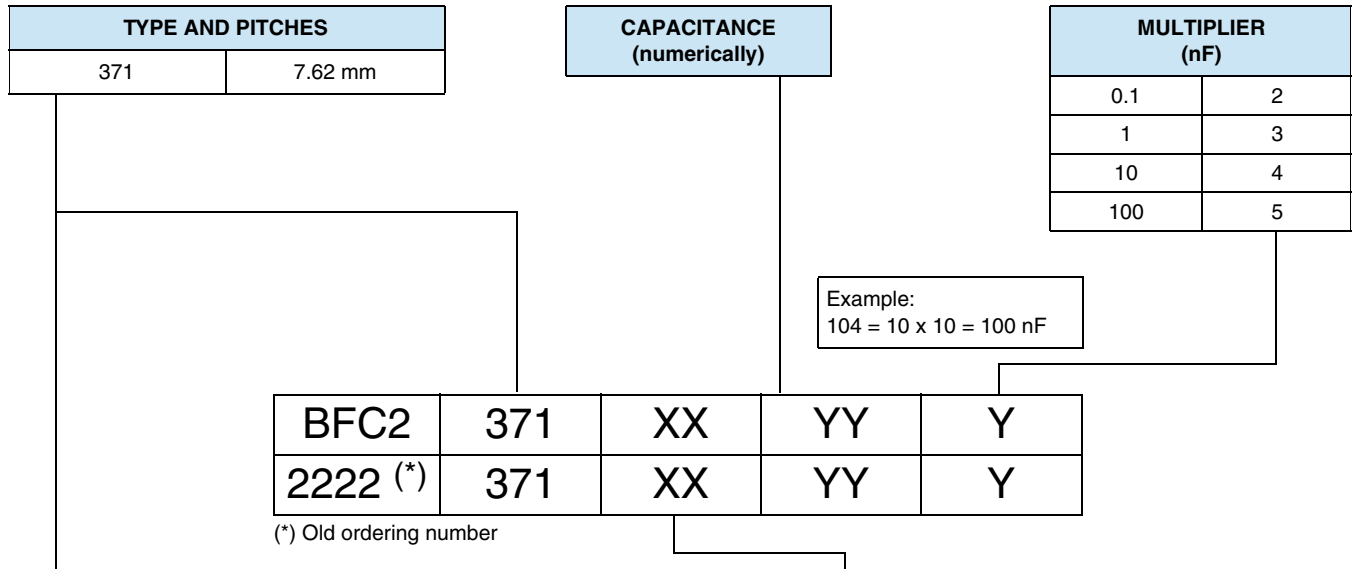 TYPE AND PITCHES
371 7.62 mm
CAPACITANCE
(numerically)
MULTIPLIER
(nF)
0.1 2
1 3
10 4
100 5
Example:
104 = 10 x 10 = 100 nF
BFC2 371 XX YY Y
2222 (*) 371 XX YY Y
(*) Old ordering number